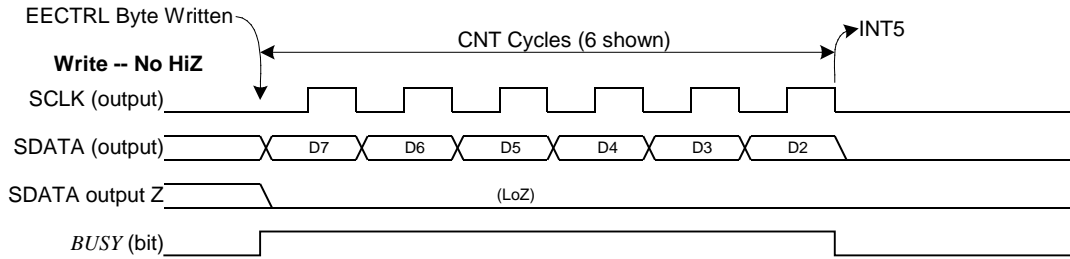 EECTRL Byte Written
CNT Cycles (6 shown)
INT5
Write -- No HiZ
SCLK (output)
SDATA (output)
D7 D6 D5 D4 D3 D2
SDATA output Z
(LoZ)
BUSY (bit)